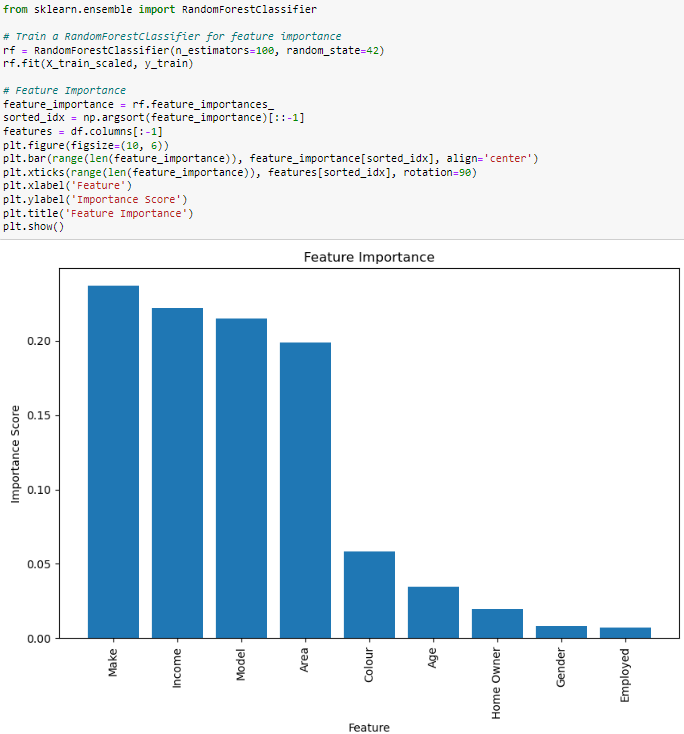 from sklearn.ensemble import RandomForestClassifier
# Train a RandomForestClassifier for feature importance
rf = RandomForestClassifier(n_estimators=100, random_state=42)
rf.fit(X_train_scaled, y_train)
# Feature Importance
feature_importance = rf.feature_importances_
sorted_idx = np.argsort(feature_importance)[::-1]
features = df.columns[:-1]
plt.figure(figsize=(10, 6))
plt.bar(range(len(feature_importance)), feature_importance[sorted_idx], align='center')
plt.xticks(range(len(feature_importance)), features[sorted_idx], rotation=90)
plt.xlabel('Feature')
plt.ylabel('Importance Score')
plt.title('Feature Importance')
plt.show()
Feature Importance
Importance Score
0.20
0.15
0.10
0.05
0.00
Make
Income
Model
Area
Colour
Age
Home Owner
Gender
Employed
Feature